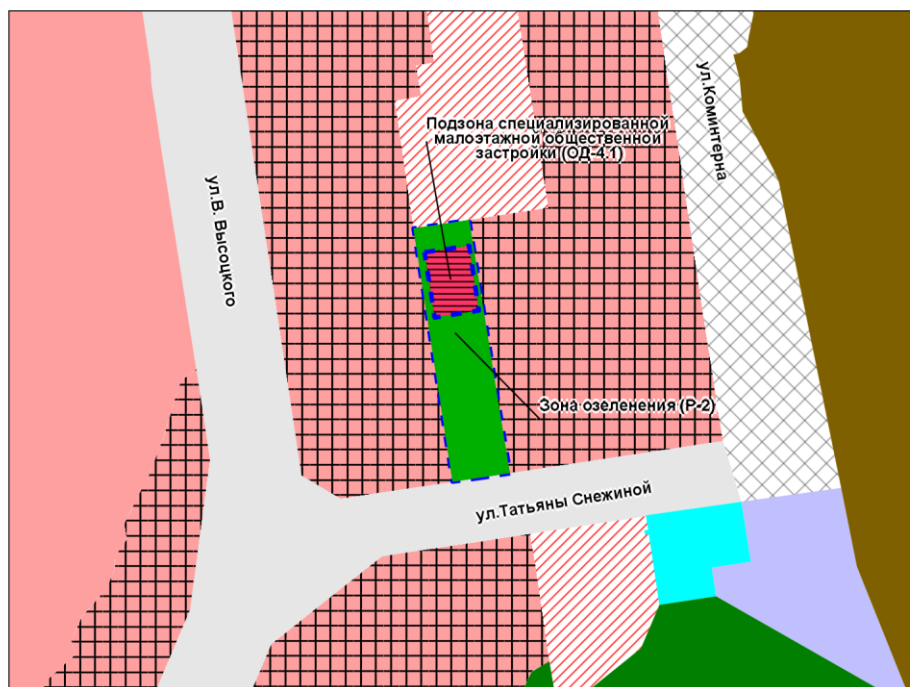 ул.Коминтерна
Подзона специализированной
малоэтажной общественной
застройки (ОД-4.1)
ул.В. Высоцкого
Зона озеленения (Р-2)
ул.Татьяны Снежиной